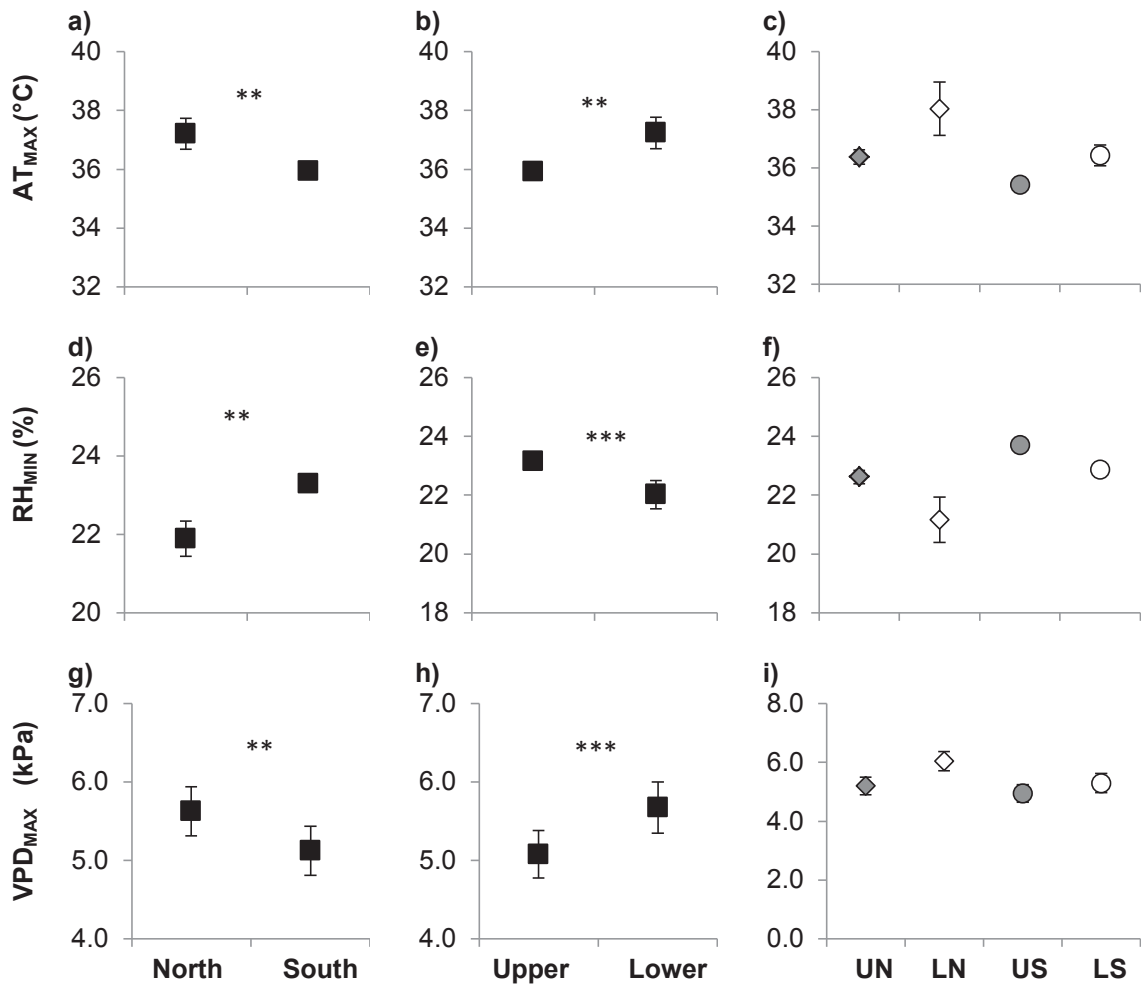 a) b) c)
AT_MAX (°C)
40 40 40
38 38 38
36 36 36
34 34 34
32 32 32
** **
d) e) f)
RH_MIN (%)
26 26 26
24 24 24
22 22 22
20 20 20
18 18
** ***
g) h) i)
VPD_MAX (kPa)
7.0 7.0 8.0
6.0 6.0 6.0
5.0 5.0 4.0
4.0 4.0 2.0
0.0
** ***
North South Upper Lower UN LN US LS